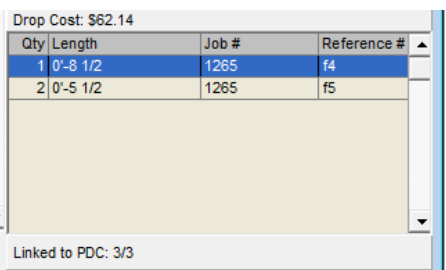 Drop Cost: $62.14
Qty Length Job # Reference #
1 0'-8 1/2 1265 f4
2 0'-5 1/2 1265 f5
Linked to PDC: 3/3